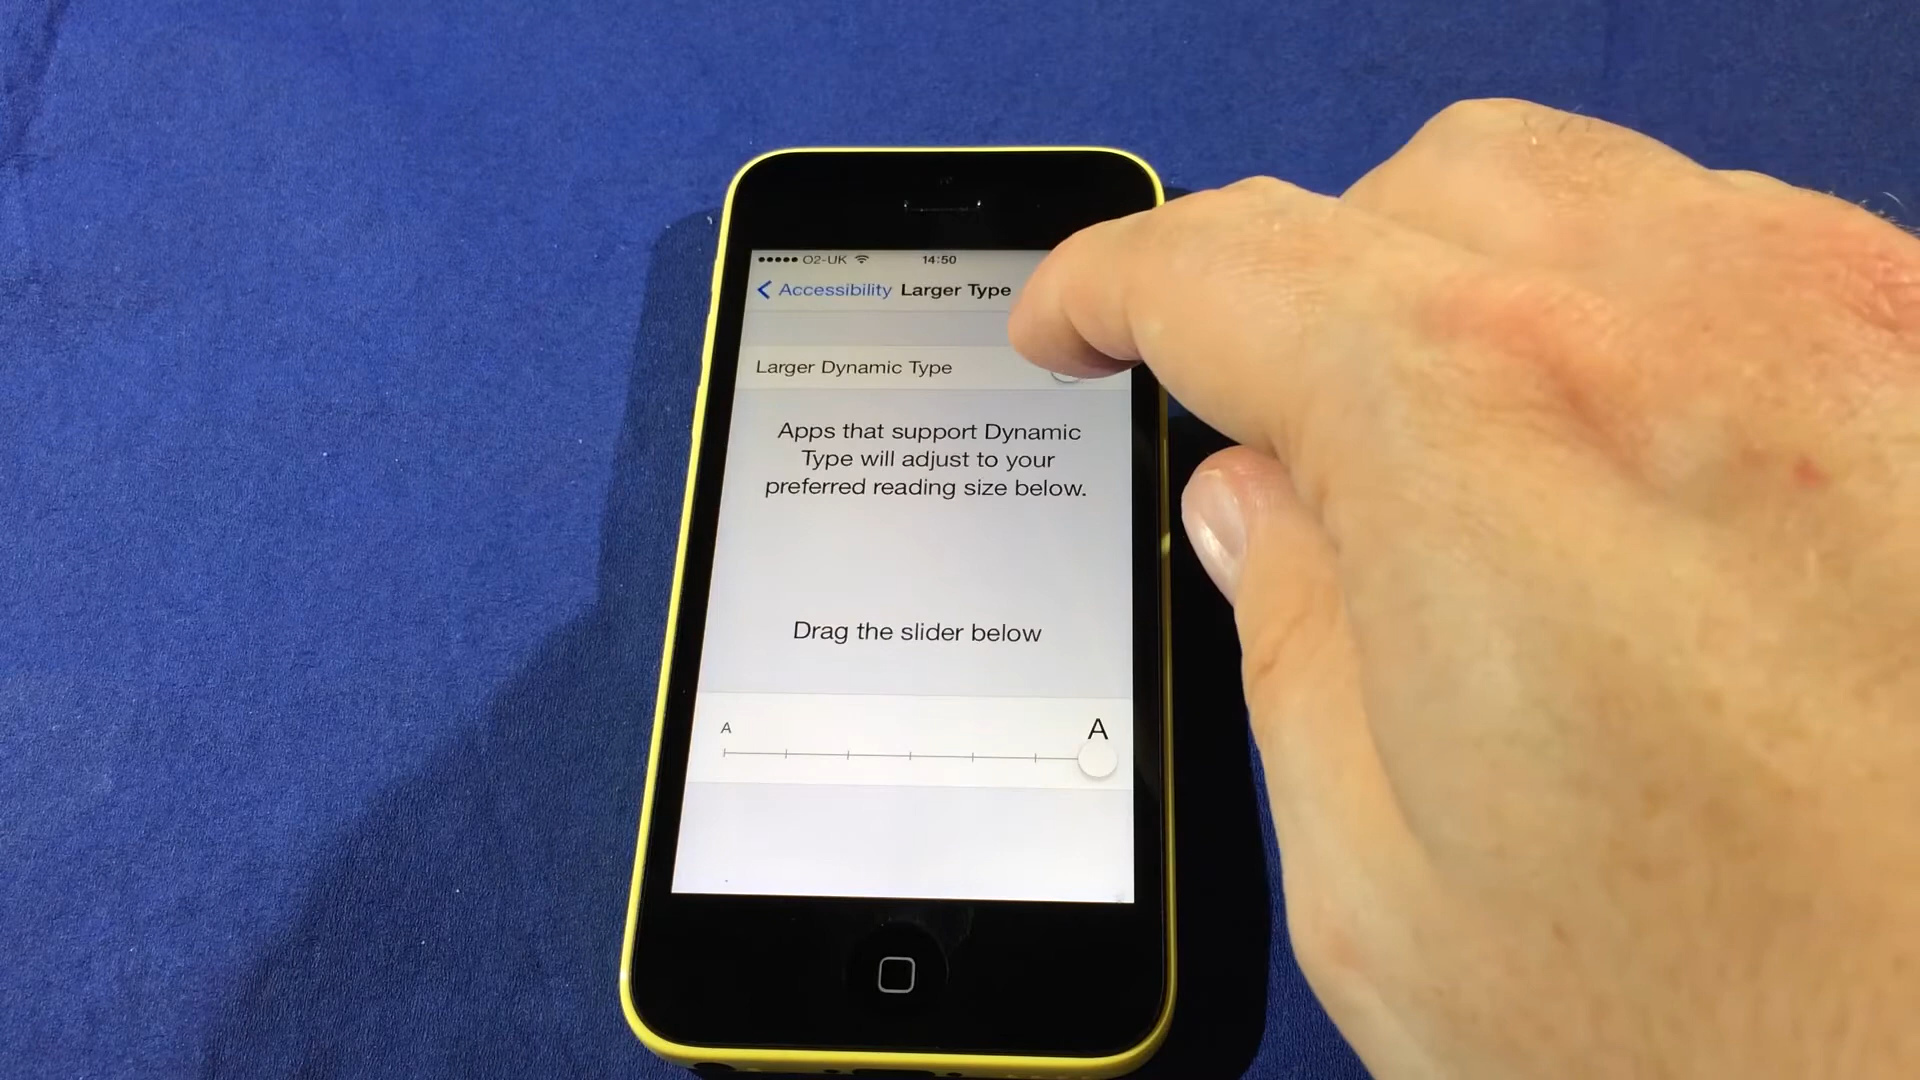 O2-UK 14:50
Accessibility Larger Type
Larger Dynamic Type
Apps that support Dynamic
Type will adjust to your
preferred reading size below.
Drag the slider below
A A